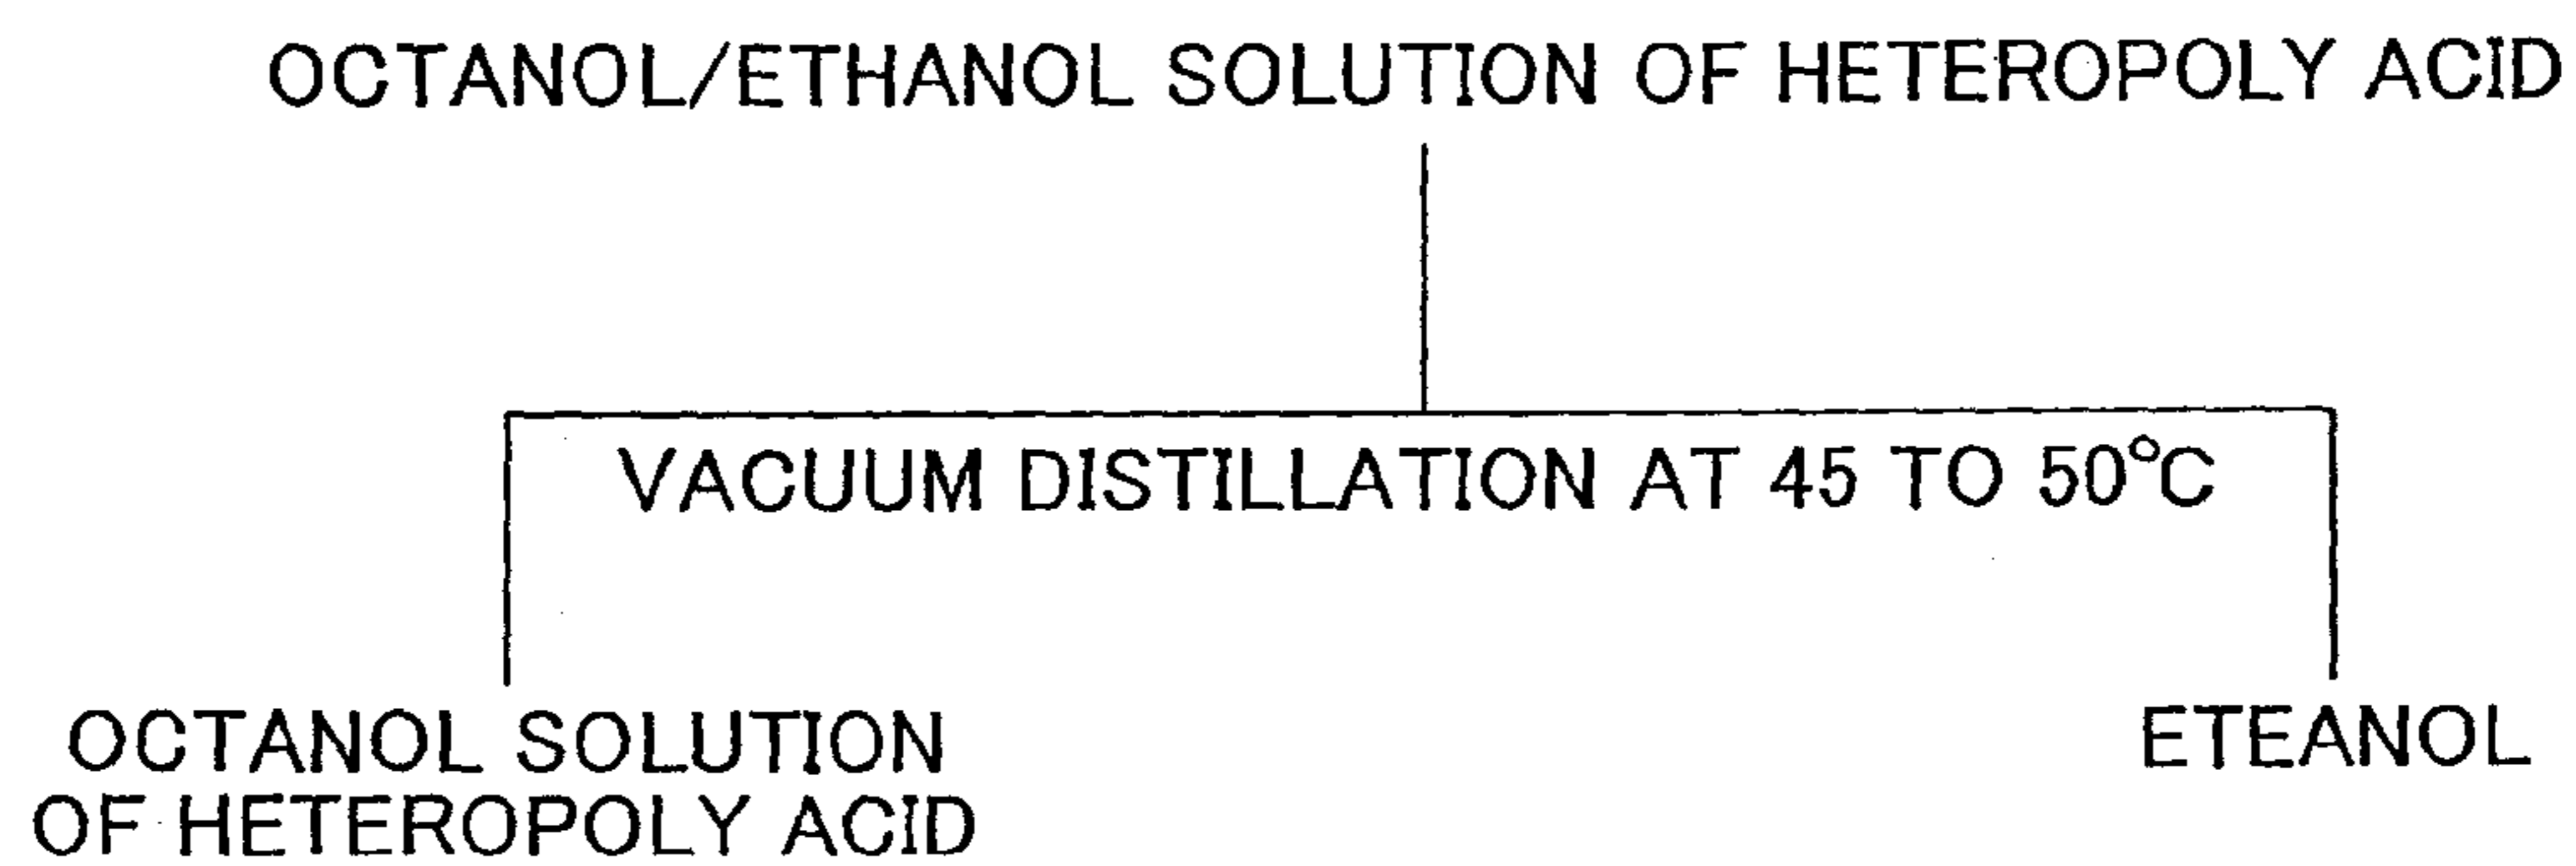 OCTANOL/ETHANOL SOLUTION OF HETEROPOLY ACID
VACUUM DISTILLATION AT 45 TO 50°C
OCTANOL SOLUTION
OF HETEROPOLY ACID
ETEANOL